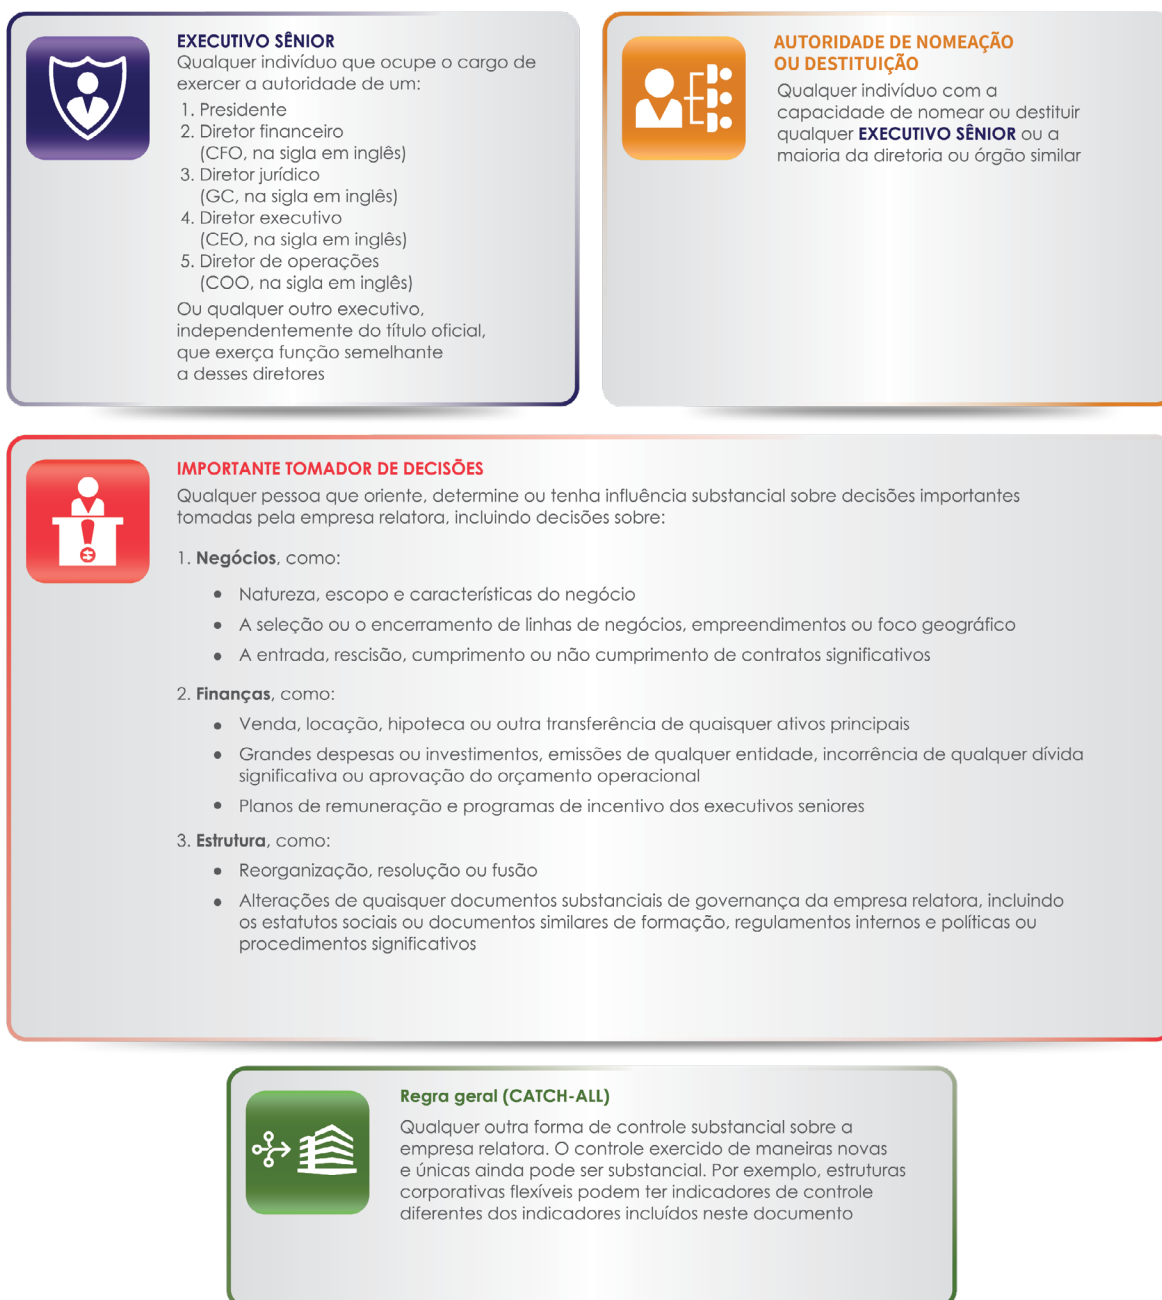 EXECUTIVO SÊNIOR
Qualquer indivíduo que ocupe o cargo de
exercer a autoridade de um:
1. Presidente
2. Diretor financeiro
(CFO, na sigla em inglês)
3. Diretor jurídico
(GC, na sigla em inglês)
4. Diretor executivo
(CEO, na sigla em inglês)
5. Diretor de operações
(COO, na sigla em inglês)
Ou qualquer outro executivo,
independentemente do título oficial,
que exerça função semelhante
a desses diretores
AUTORIDADE DE NOMEAÇÃO
OU DESTITUIÇÃO
Qualquer indivíduo com a
capacidade de nomear ou destituir
qualquer EXECUTIVO SÊNIOR ou a
maioria da diretoria ou órgão similar
IMPORTANTE TOMADOR DE DECISÕES
Qualquer pessoa que oriente, determine ou tenha influência substancial sobre decisões importantes
tomadas pela empresa relatora, incluindo decisões sobre:
1. Negócios, como:
• Natureza, escopo e características do negócio
• A seleção ou o encerramento de linhas de negócios, empreendimentos ou foco geográfico
• A entrada, rescisão, cumprimento ou não cumprimento de contratos significativos
2. Finanças, como:
• Venda, locação, hipoteca ou outra transferência de quaisquer ativos principais
• Grandes despesas ou investimentos, emissões de qualquer entidade, incorrência de qualquer dívida
significativa ou aprovação do orçamento operacional
• Planos de remuneração e programas de incentivo dos executivos seniores
3. Estrutura, como:
• Reorganização, resolução ou fusão
• Alterações de quaisquer documentos substanciais de governança da empresa relatora, incluindo
os estatutos sociais ou documentos similares de formação, regulamentos internos e políticas ou
procedimentos significativos
Regra geral (CATCH-ALL)
Qualquer outra forma de controle substancial sobre a
empresa relatora. O controle exercido de maneiras novas
e únicas ainda pode ser substancial. Por exemplo, estruturas
corporativas flexíveis podem ter indicadores de controle
diferentes dos indicadores incluídos neste documento